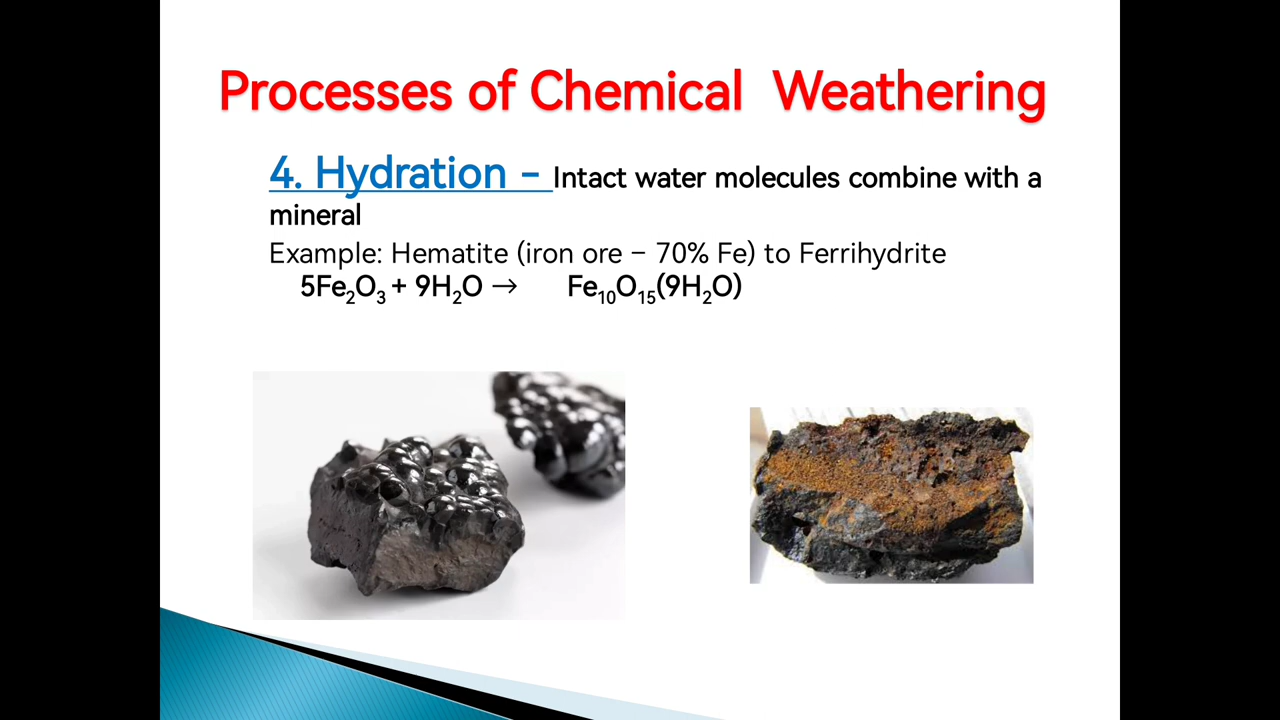 Processes of Chemical Weathering
4. Hydration – Intact water molecules combine with a
mineral
Example: Hematite (iron ore – 70% Fe) to Ferrihydrite
5Fe₂O₃ + 9H₂O → Fe₁₀O₁₅(9H₂O)